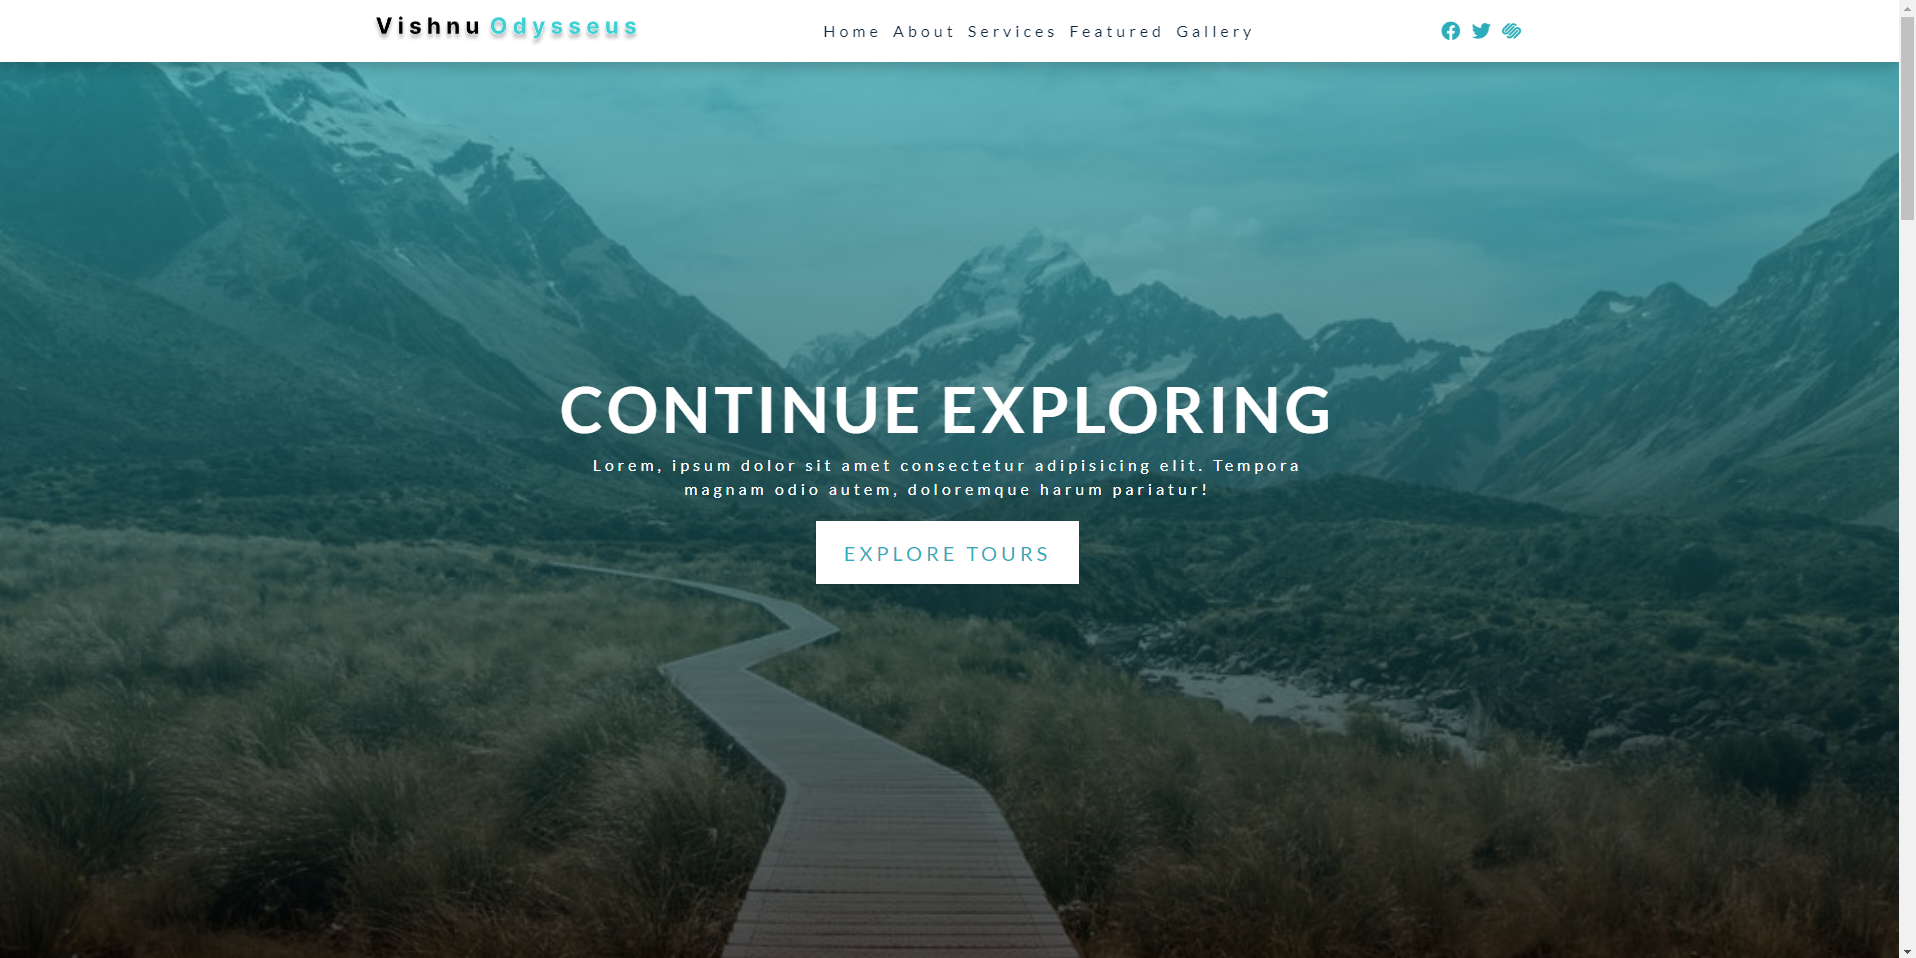 Vishnu Odysseus
Home About Services Featured Gallery
CONTINUE EXPLORING
Lorem, ipsum dolor sit amet consectetur adipisicing elit. Tempora
magnam odio autem, doloremque harum pariatur!
EXPLORE TOURS